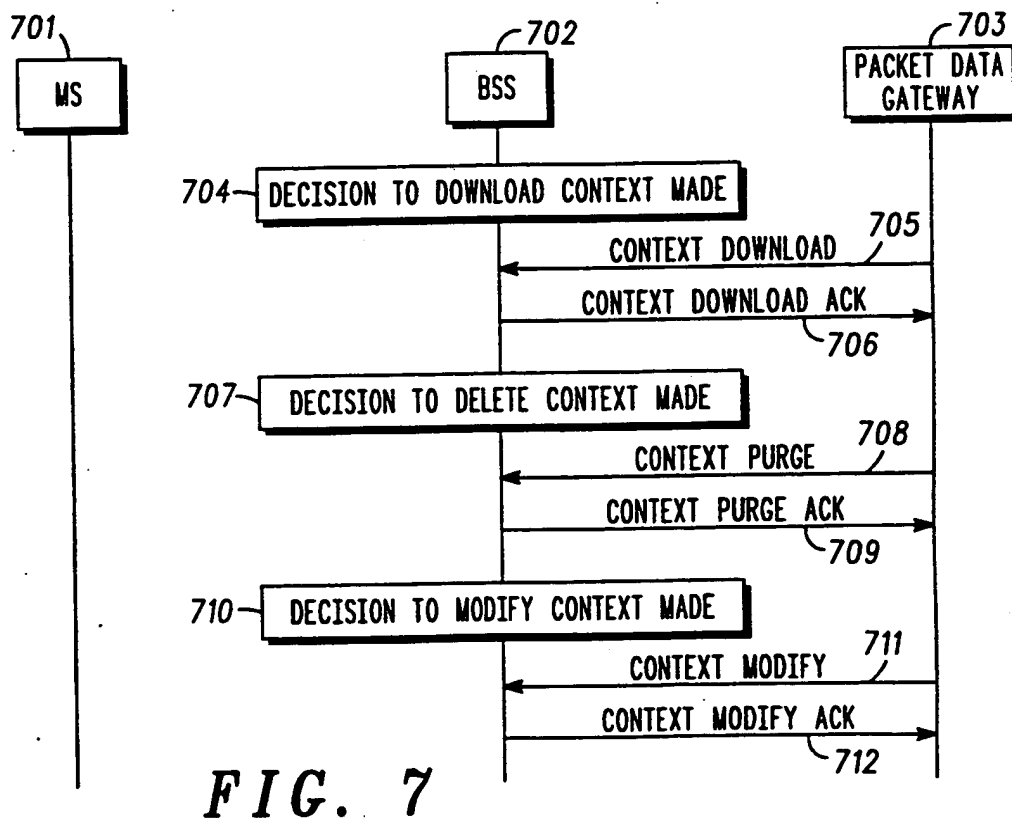 701
702
703
MS
BSS
PACKET DATA
GATEWAY
704
DECISION TO DOWNLOAD CONTEXT MADE
705
CONTEXT DOWNLOAD
CONTEXT DOWNLOAD ACK
706
707
DECISION TO DELETE CONTEXT MADE
708
CONTEXT PURGE
CONTEXT PURGE ACK
709
710
DECISION TO MODIFY CONTEXT MADE
711
CONTEXT MODIFY
CONTEXT MODIFY ACK
712
FIG. 7